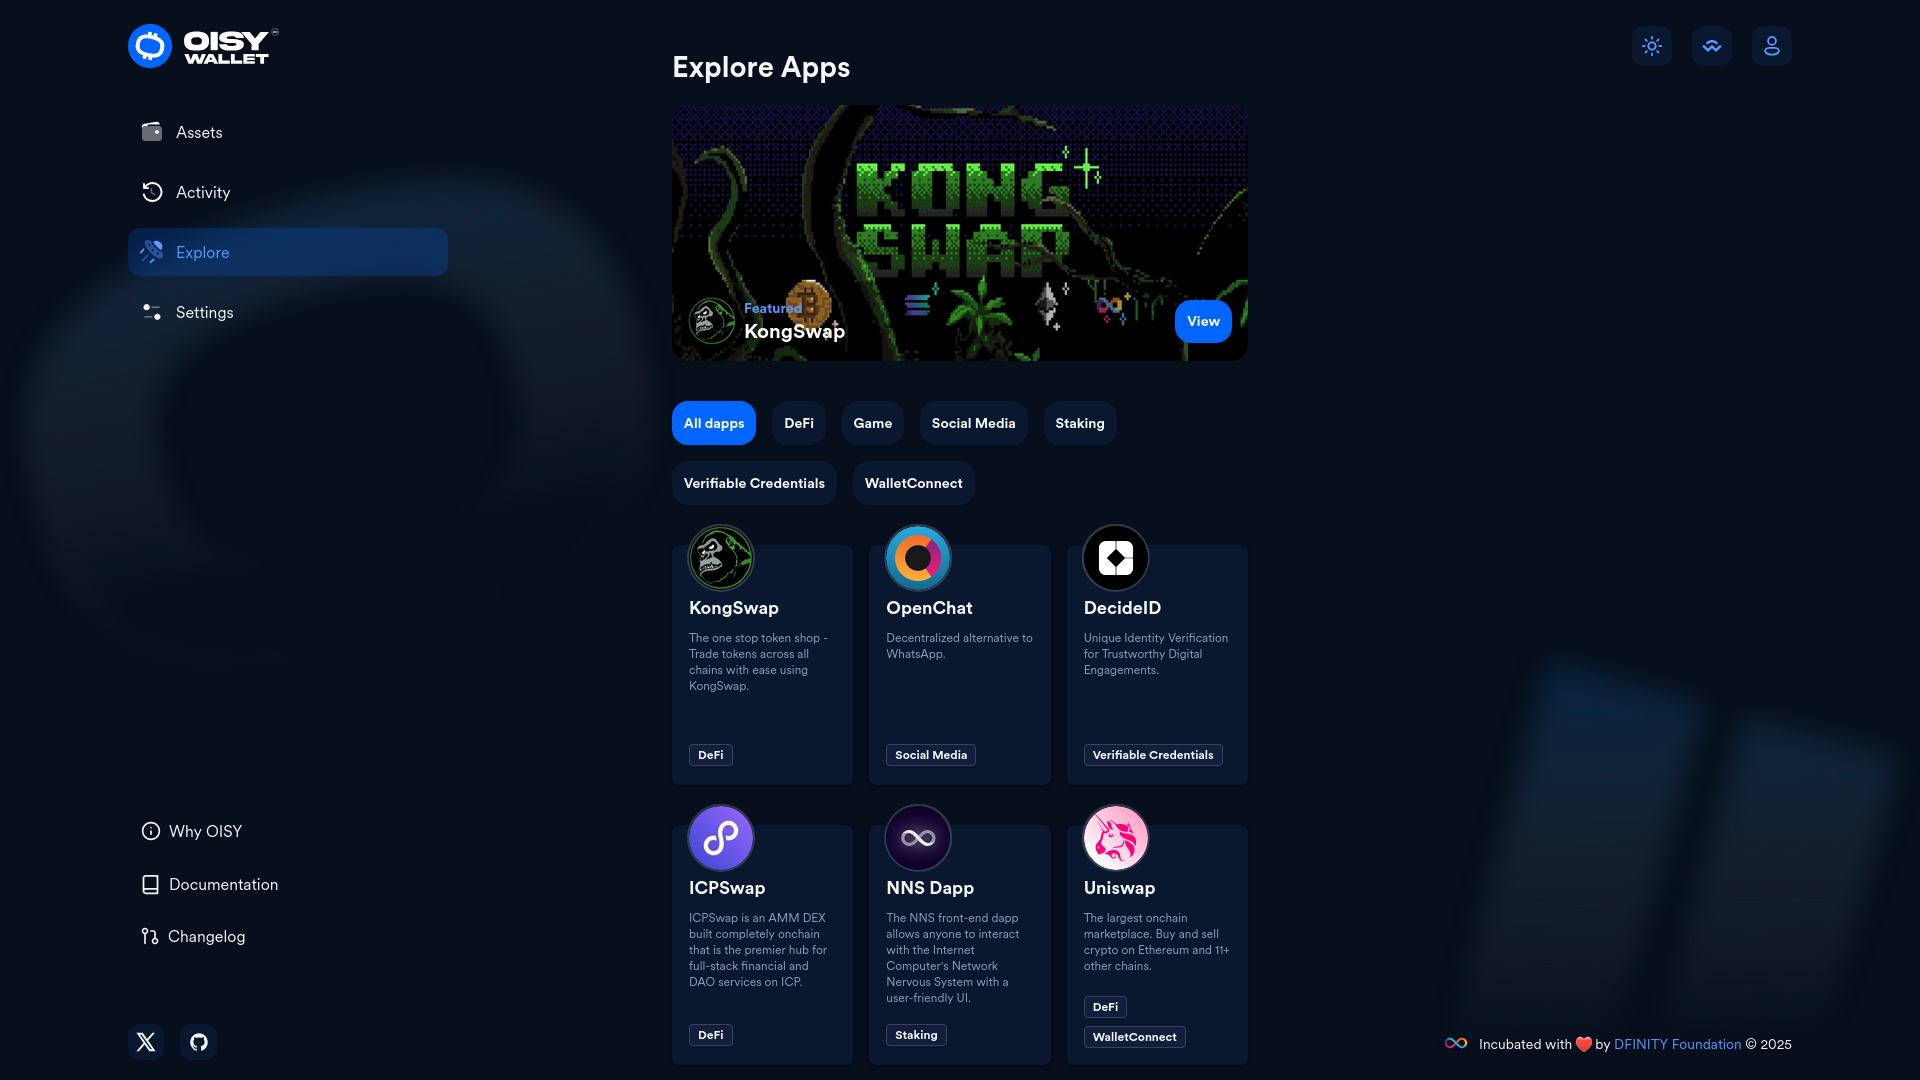 OISY
WALLET
Explore Apps
Assets
Activity
Explore
Settings
KONG
SWAP
Featured
KongSwap
View
All dapps
DeFi
Game
Social Media
Staking
Verifiable Credentials
WalletConnect
KongSwap
The one stop token shop -
Trade tokens across all
chains with ease using
KongSwap.
DeFi
OpenChat
Decentralized alternative to
WhatsApp.
Social Media
DecideID
Unique Identity Verification
for Trustworthy Digital
Engagements.
Verifiable Credentials
ICPSwap
ICPSwap is an AMM DEX
built completely onchain
that is the premier hub for
full-stack financial and
DAO services on ICP.
DeFi
NNS Dapp
The NNS front-end dapp
allows anyone to interact
with the Internet
Computer's Network
Nervous System with a
user-friendly UI.
Staking
Uniswap
The largest onchain
marketplace. Buy and sell
crypto on Ethereum and 11+
other chains.
DeFi
WalletConnect
Why OISY
Documentation
Changelog
Incubated with ❤️ by DFINITY Foundation © 2025